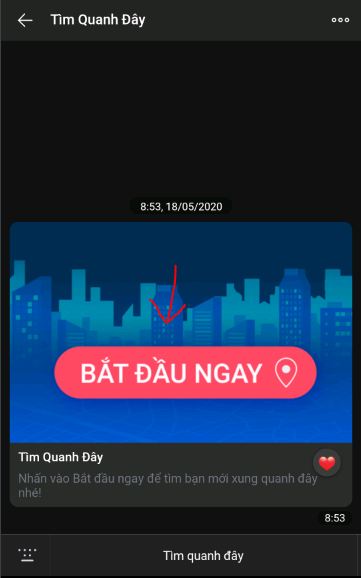 Tìm Quanh Đây
8:53, 18/05/2020
BẮT ĐẦU NGAY
Tìm Quanh Đây
Nhấn vào Bắt đầu ngay để tìm bạn mới xung quanh đây
nhé!
8:53
Tìm quanh đây